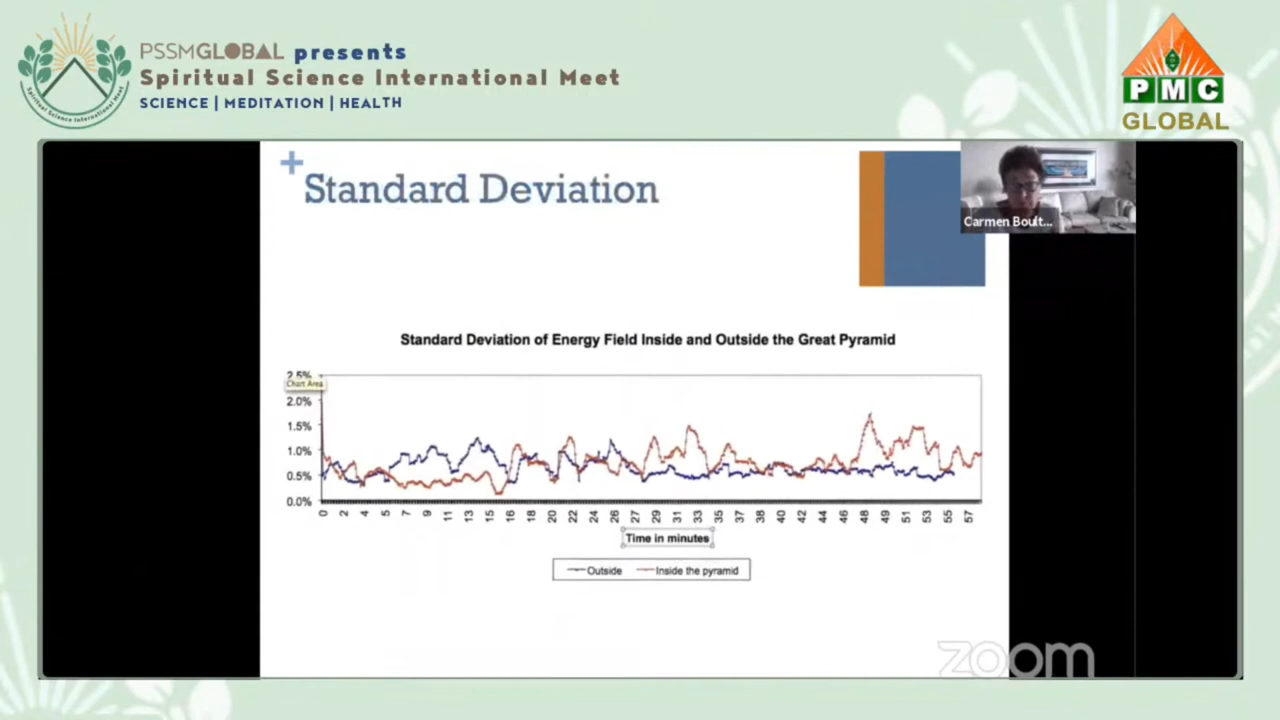 PSSMGLOBAL presents
Spiritual Science International Meet
SCIENCE | MEDITATION | HEALTH
Spiritual Science International Meet
PMC
GLOBAL
+
Standard Deviation
Carmen Boult...
Standard Deviation of Energy Field Inside and Outside the Great Pyramid
2.5%
Chart Area
2.0%
1.5%
1.0%
0.5%
0.0%
0 2 4 5 7 9 11 13 15 16 18 20 22 24 26 27 29 31 33 35 37 38 40 42 44 46 48 49 51 53 55 57
Time in minutes
Outside Inside the pyramid
zoom